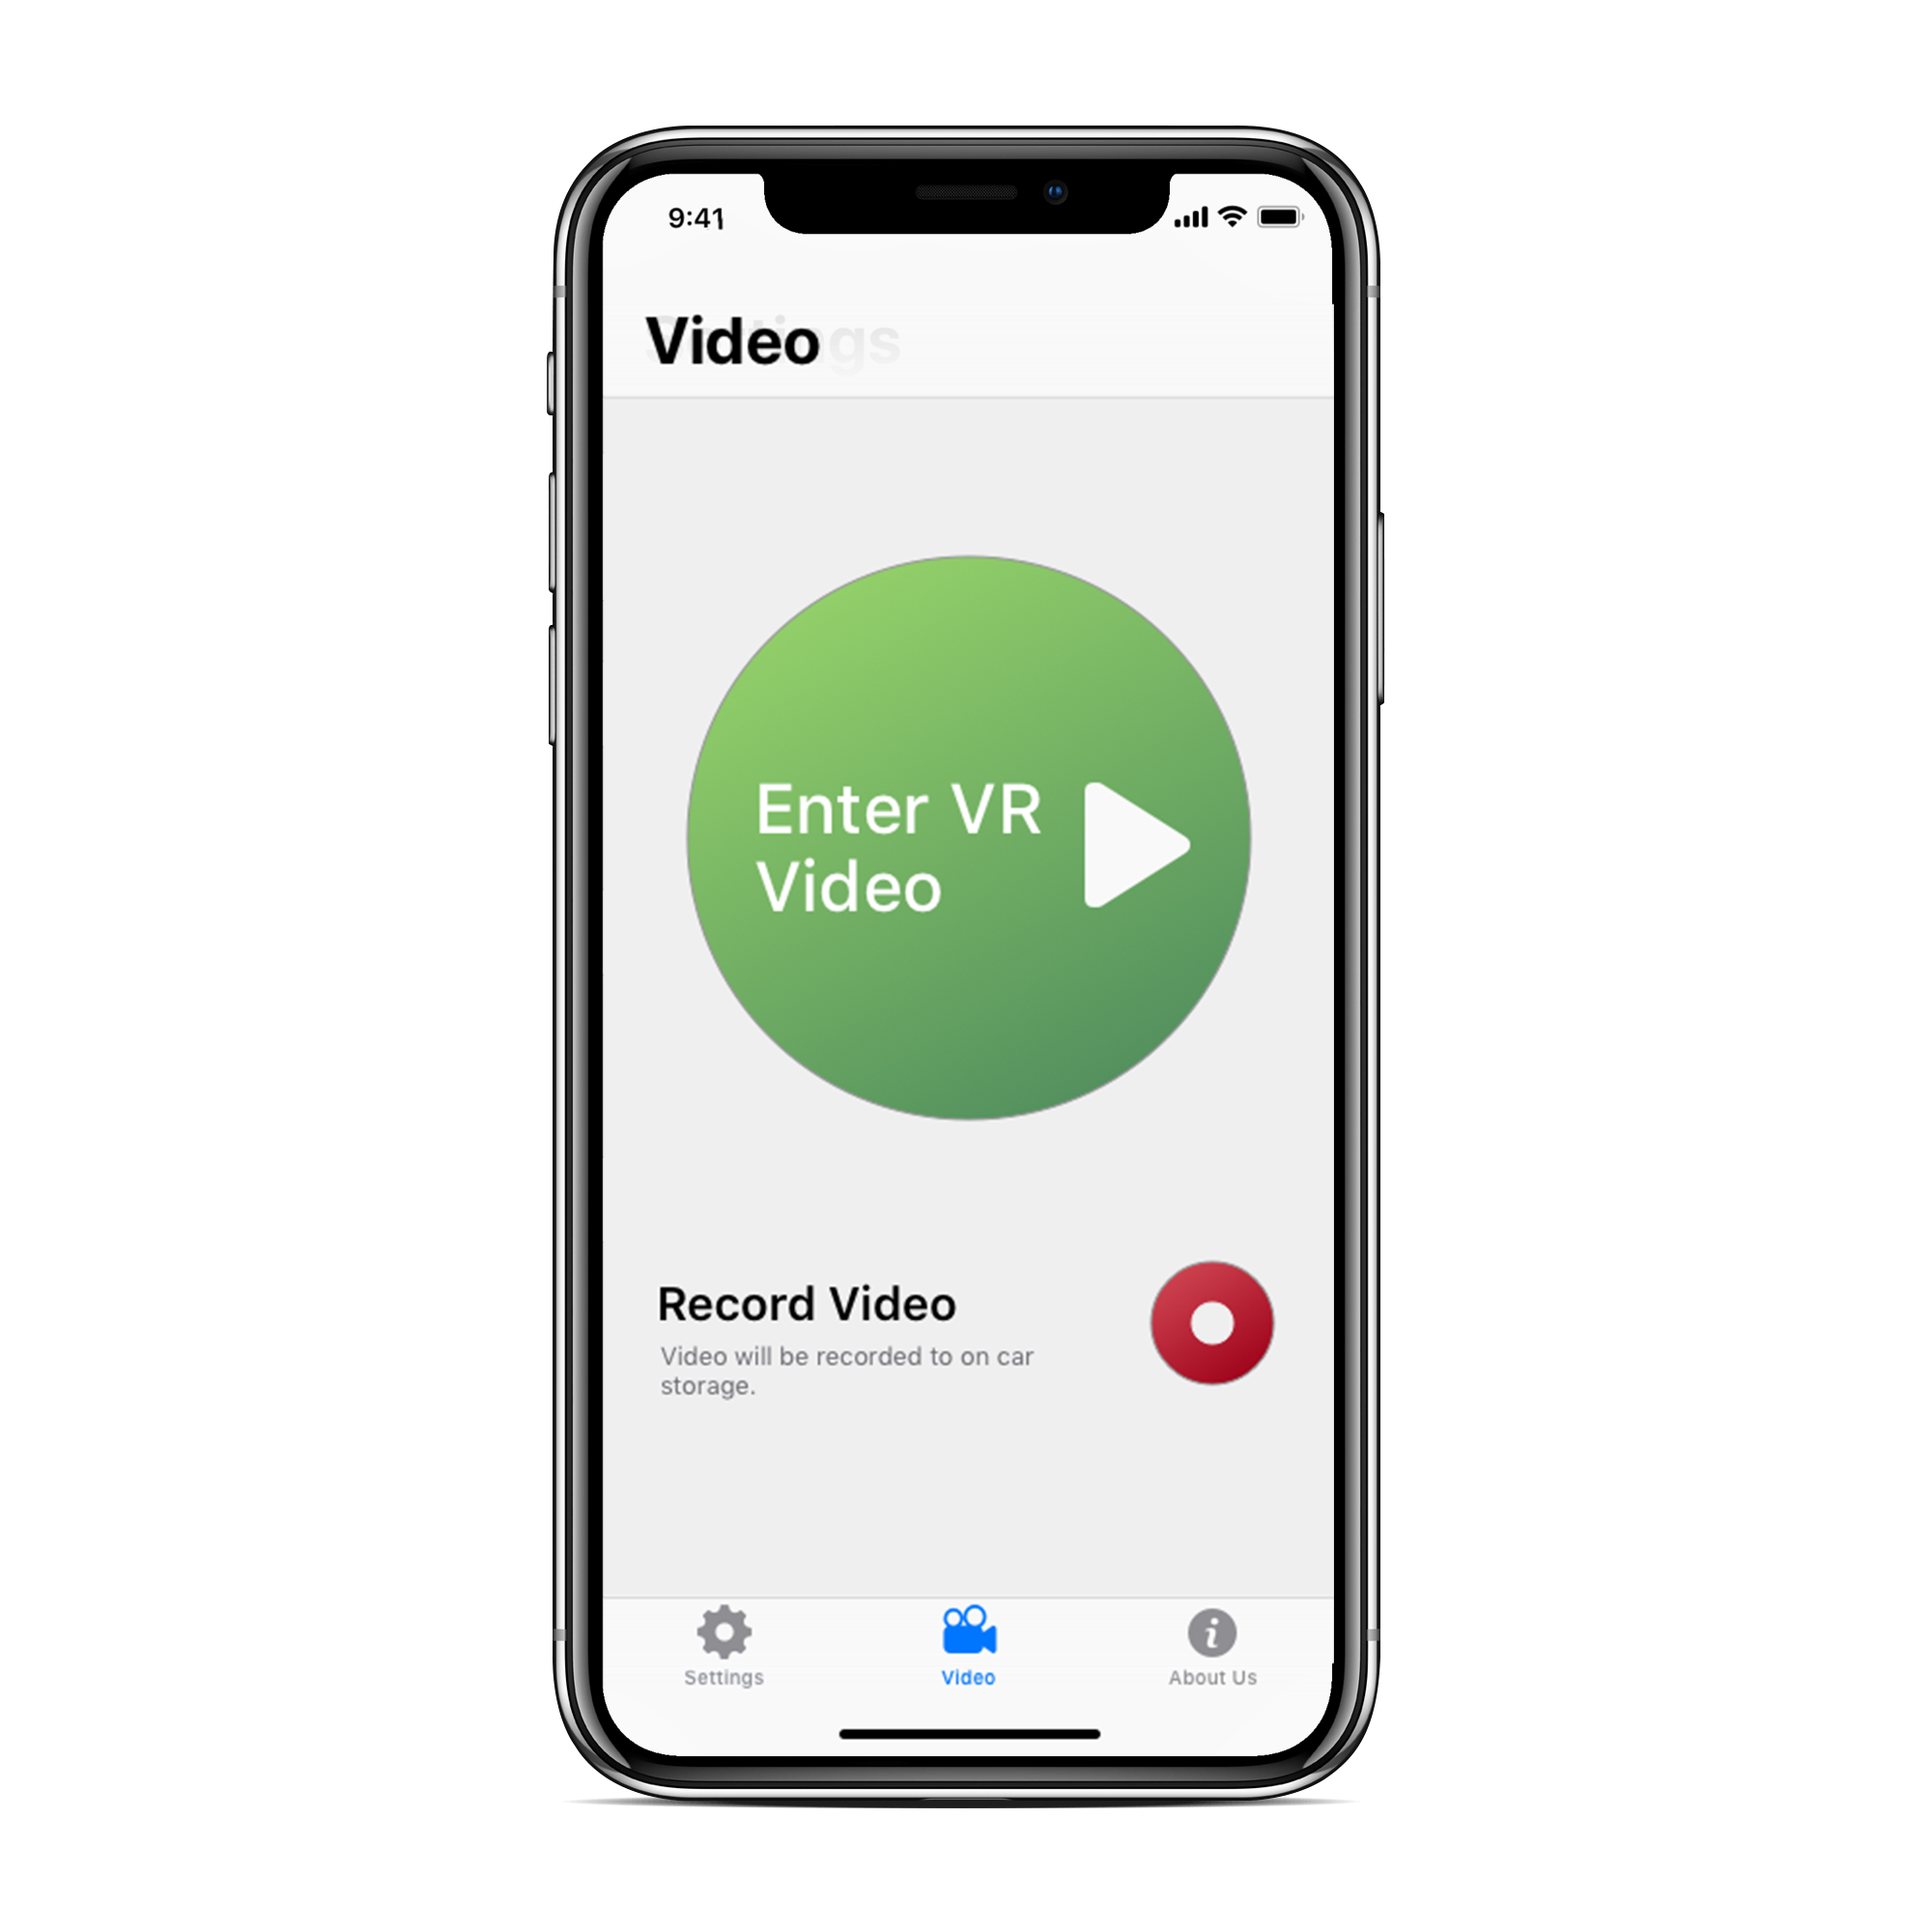 9:41
Video
Enter VR
Video
Record Video
Video will be recorded to on car
storage.
Settings
Video
About Us